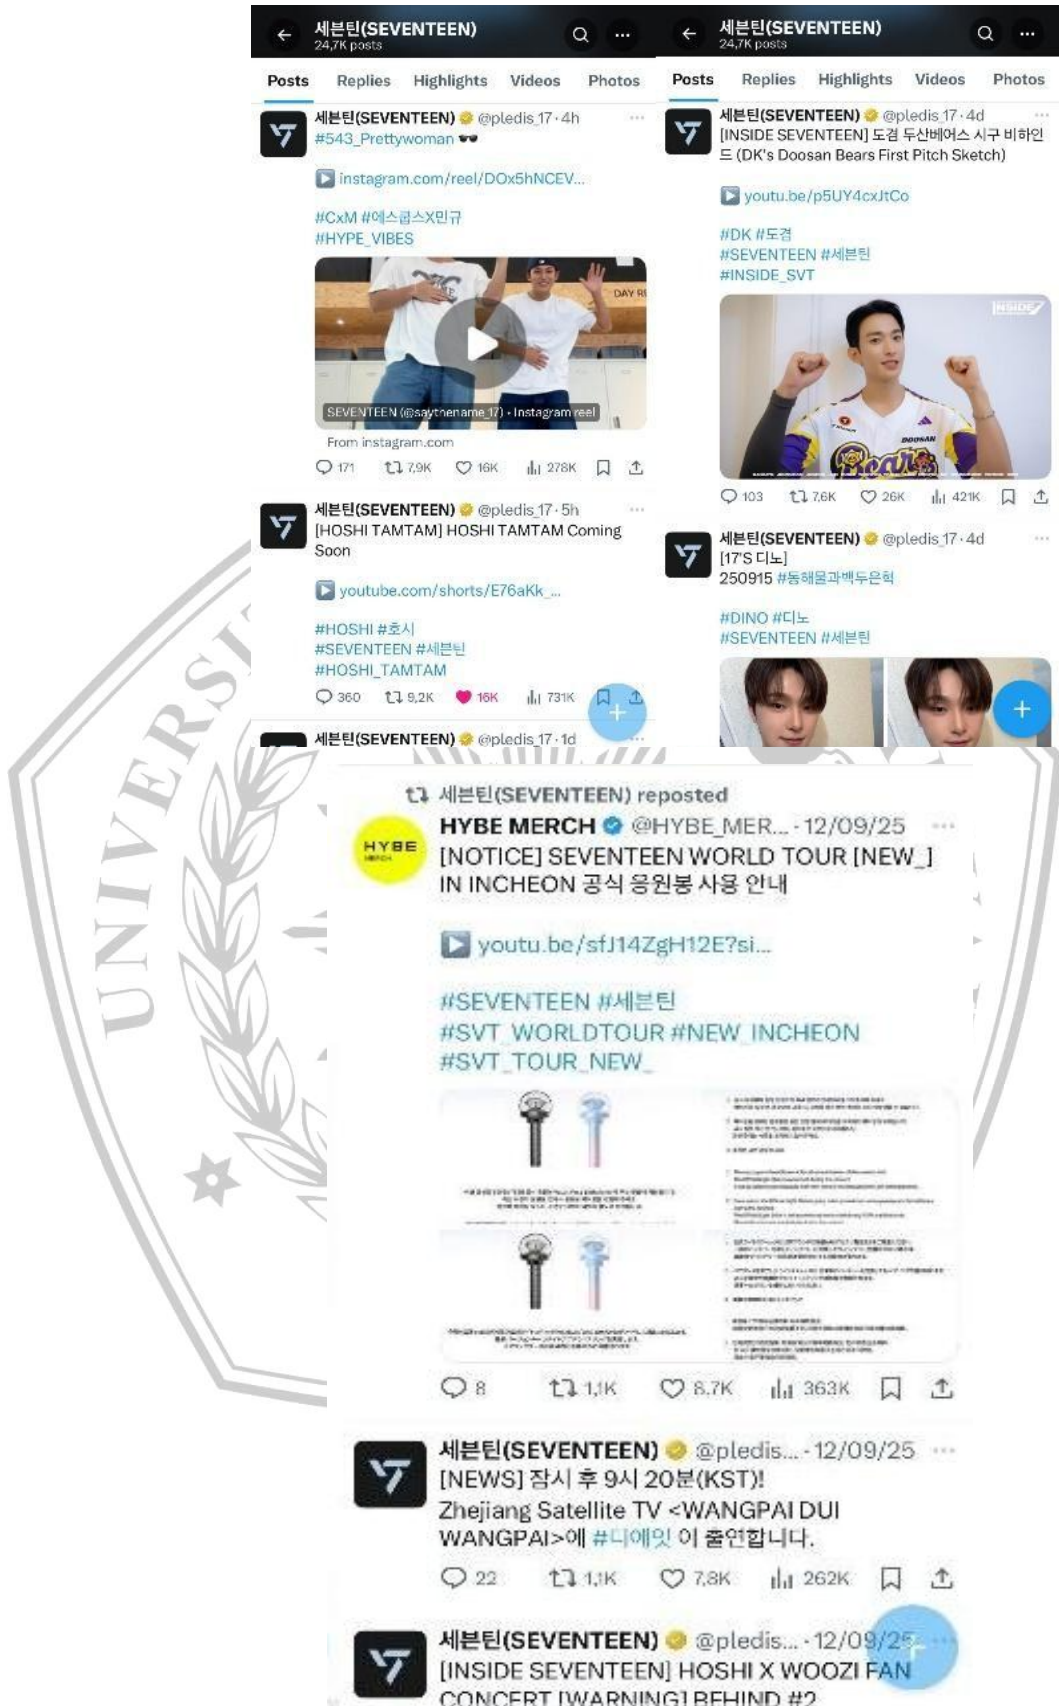 세븐틴(SEVENTEEN)
24,7K posts
Posts Replies Highlights Videos Photos
세븐틴(SEVENTEEN) @pledis_17 · 4h
#543_Prettywoman 🕶️
instagram.com/reel/DOx5hNCEV...
#CxM #에스쿱스X민규
#HYPE_VIBES
DAY RE
SEVENTEEN (@saythename_17) · Instagram reel
From instagram.com
171 7,9K 16K 278K
세븐틴(SEVENTEEN) @pledis_17 · 5h
[HOSHI TAMTAM] HOSHI TAMTAM Coming
Soon
youtube.com/shorts/E76aKk_...
#HOSHI #호시
#SEVENTEEN #세븐틴
#HOSHI_TAMTAM
360 9,2K 16K 731K
세븐틴(SEVENTEEN) @pledis_17 · 1d
세븐틴(SEVENTEEN)
24,7K posts
Posts Replies Highlights Videos Photos
세븐틴(SEVENTEEN) @pledis_17 · 4d
[INSIDE SEVENTEEN] 도겸 두산베어스 시구 비하인
드 (DK's Doosan Bears First Pitch Sketch)
youtu.be/p5UY4cxJtCo
#DK #도겸
#SEVENTEEN #세븐틴
#INSIDE_SVT
INSIDE
DOOSAN
Bears
103 7,6K 26K 421K
세븐틴(SEVENTEEN) @pledis_17 · 4d
[17'S 디노]
250915 #동해물과백두은혁
#DINO #디노
#SEVENTEEN #세븐틴
세븐틴(SEVENTEEN) reposted
HYBE MERCH @HYBE_MER... · 12/09/25
HYBE
MERCH
[NOTICE] SEVENTEEN WORLD TOUR [NEW_]
IN INCHEON 공식 응원봉 사용 안내
youtu.be/sfJ14ZgH12E?si...
#SEVENTEEN #세븐틴
#SVT_WORLDTOUR #NEW_INCHEON
#SVT_TOUR_NEW_
8 1,1K 8,7K 363K
세븐틴(SEVENTEEN) @pledis... · 12/09/25
[NEWS] 잠시 후 9시 20분(KST)!
Zhejiang Satellite TV <WANGPAI DUI
WANGPAI>에 #디에잇 이 출연합니다.
22 1,1K 7,8K 262K
세븐틴(SEVENTEEN) @pledis... · 12/09/25
[INSIDE SEVENTEEN] HOSHI X WOOZI FAN
CONCERT [WARNING] BEHIND #2
UNIVERSI